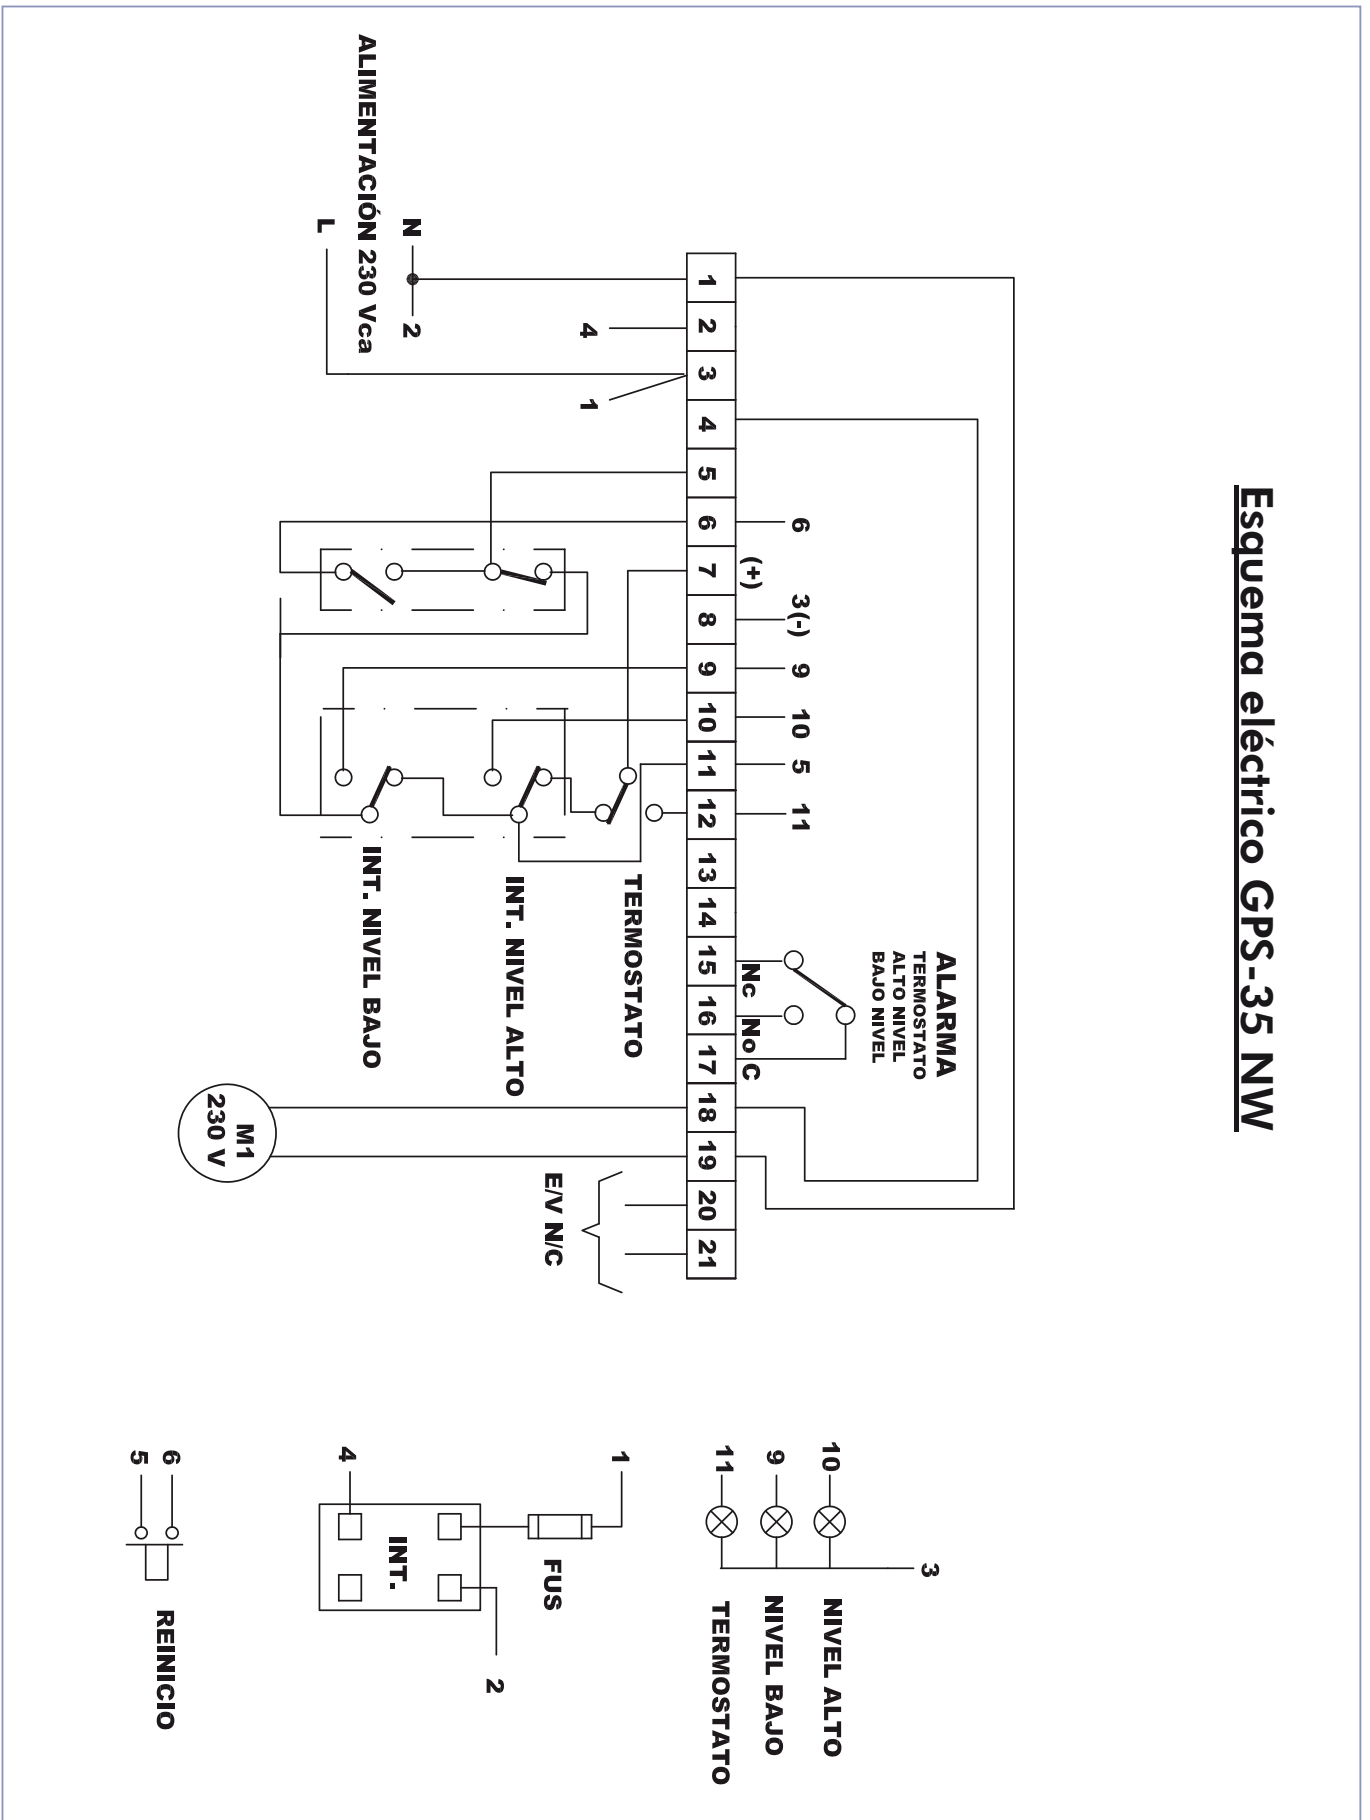 Esquema eléctrico GPS-35 NW
ALARMA
TERMOSTATO
ALTO NIVEL
BAJO NIVEL
6
(+)
3(-)
9
10
5
11
Nc
No
C
1
2
3
4
5
6
7
8
9
10
11
12
13
14
15
16
17
18
19
20
21
4
1
N
2
ALIMENTACIÓN 230 Vca
L
TERMOSTATO
INT. NIVEL ALTO
INT. NIVEL BAJO
E/V N/C
M1
230 V
3
10
NIVEL ALTO
9
NIVEL BAJO
11
TERMOSTATO
1
FUS
2
INT.
4
6
5
REINICIO